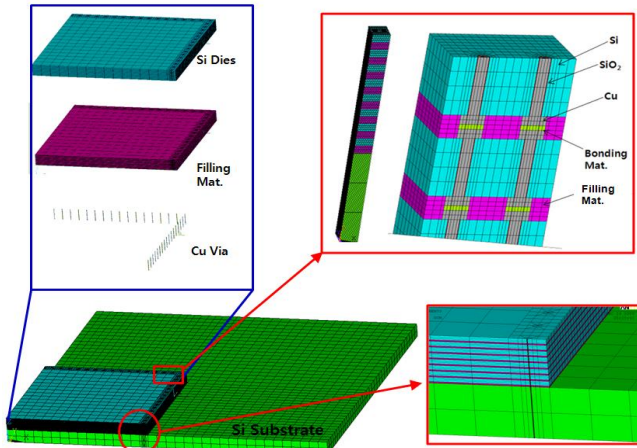 Si Dies
Filling
Mat.
Cu Via
Si
SiO₂
Cu
Bonding
Mat.
Filling
Mat.
Si Substrate